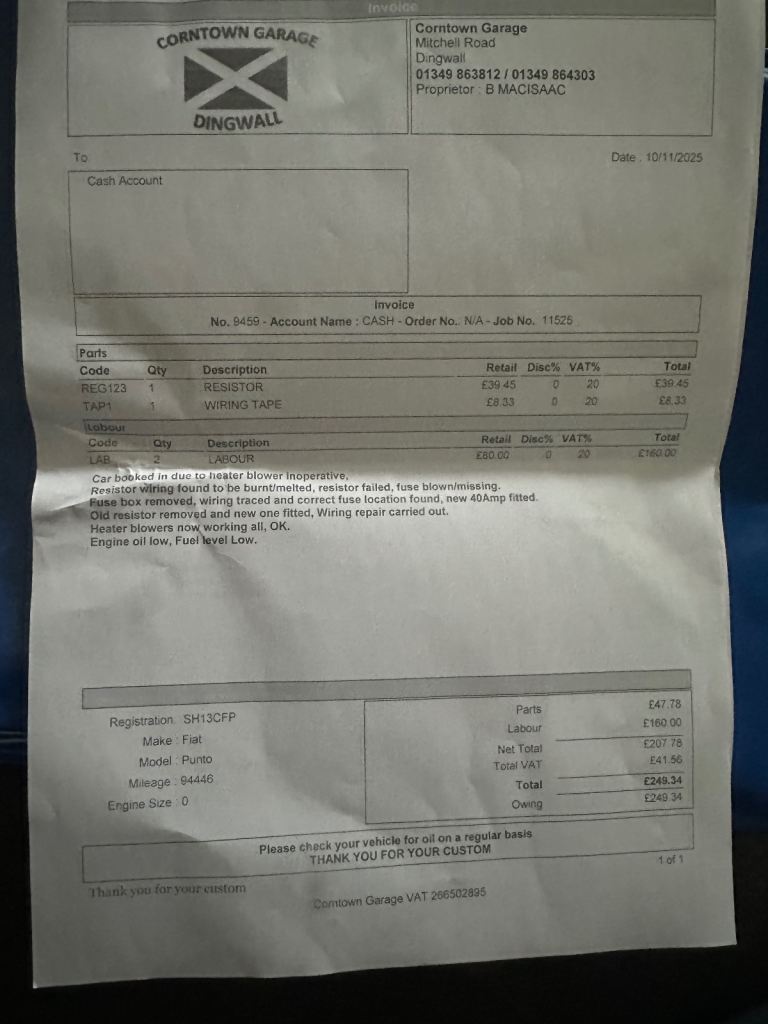 Invoice
CORNTOWN GARAGE
DINGWALL
Corntown Garage
Mitchell Road
Dingwall
01349 863812 / 01349 864303
Proprietor : B MACISAAC
To
Date : 10/11/2025
Cash Account
Invoice
No. 9459 - Account Name : CASH - Order No.: N/A - Job No. 11525
Parts
Code Qty Description Retail Disc% VAT% Total
REG123 1 RESISTOR £39.45 0 20 £39.45
TAP1 1 WIRING TAPE £8.33 0 20 £8.33
Labour
Code Qty Description Retail Disc% VAT% Total
LAB 2 LABOUR £80.00 0 20 £160.00
Car booked in due to heater blower Inoperative,
Resistor wiring found to be burnt/melted, resistor failed, fuse blown/missing.
Fuse box removed, wiring traced and correct fuse location found, new 40Amp fitted.
Old resistor removed and new one fitted, Wiring repair carried out.
Heater blowers now working all, OK.
Engine oil low, Fuel level Low.
Registration : SH13CFP
Make : Fiat
Model : Punto
Mileage : 94446
Engine Size : 0
Parts £47.78
Labour £160.00
Net Total £207.78
Total VAT £41.56
Total £249.34
Owing £249.34
Please check your vehicle for oil on a regular basis
THANK YOU FOR YOUR CUSTOM
1 of 1
Thank you for your custom
Corntown Garage VAT 266502895